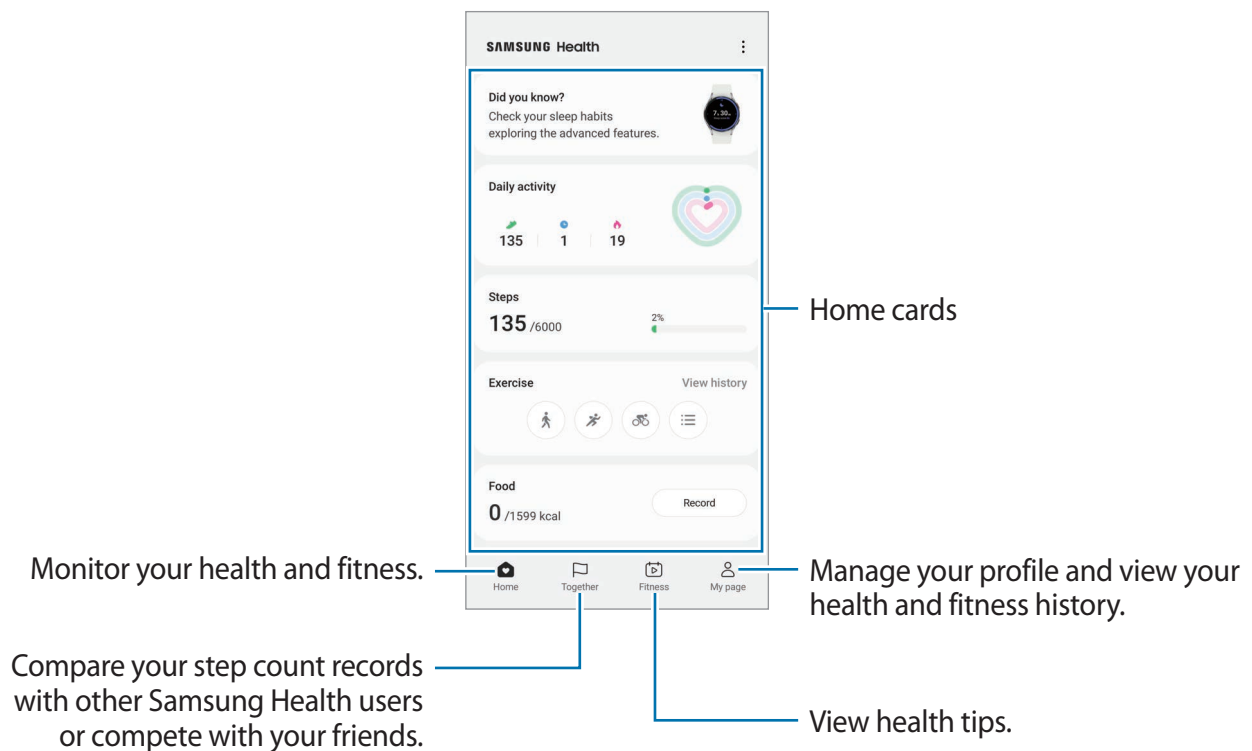 SAMSUNG Health
Did you know?
Check your sleep habits
exploring the advanced features.
7:30
Daily activity
135 1 19
Steps
135 /6000
2%
Home cards
Exercise View history
Food
0 /1599 kcal
Record
Home Together Fitness My page
Monitor your health and fitness.
Manage your profile and view your
health and fitness history.
Compare your step count records
with other Samsung Health users
or compete with your friends.
View health tips.